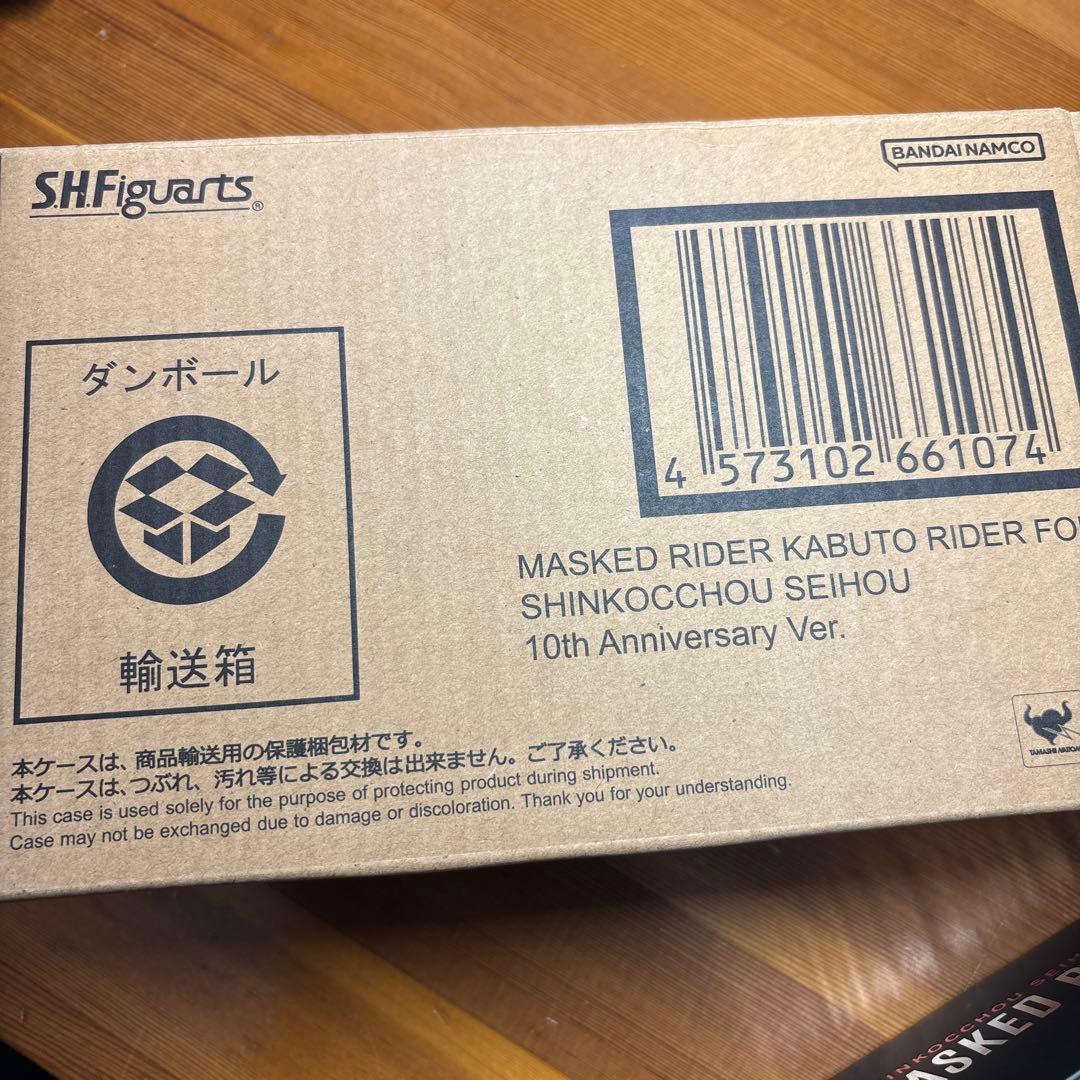 S.H.Figuarts®
BANDAI NAMCO
4 573102 661074
ダンボール
輸送箱
MASKED RIDER KABUTO RIDER FO
SHINKOCCHOU SEIHOU
10th Anniversary Ver.
TAMASHII NATIO
本ケースは、商品輸送用の保護梱包材です。
本ケースは、つぶれ、汚れ等による交換は出来ません。ご了承ください。
This case is used solely for the purpose of protecting product during shipment.
Case may not be exchanged due to damage or discoloration. Thank you for your understanding.
INKOCCHOU SEIH
ASKED R